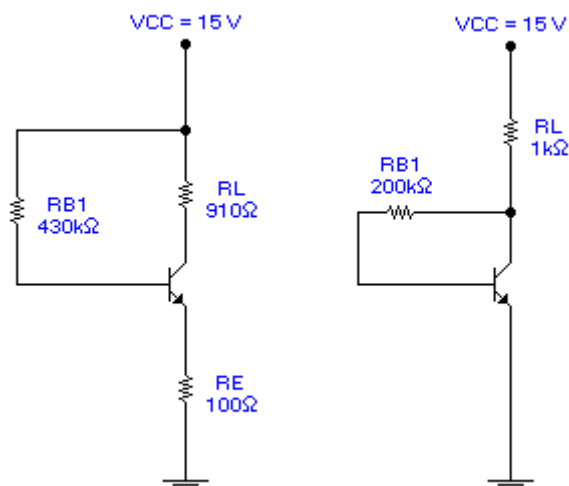 VCC = 15 V
RB1
430kΩ
RL
910Ω
RE
100Ω
VCC = 15 V
RL
1kΩ
RB1
200kΩ